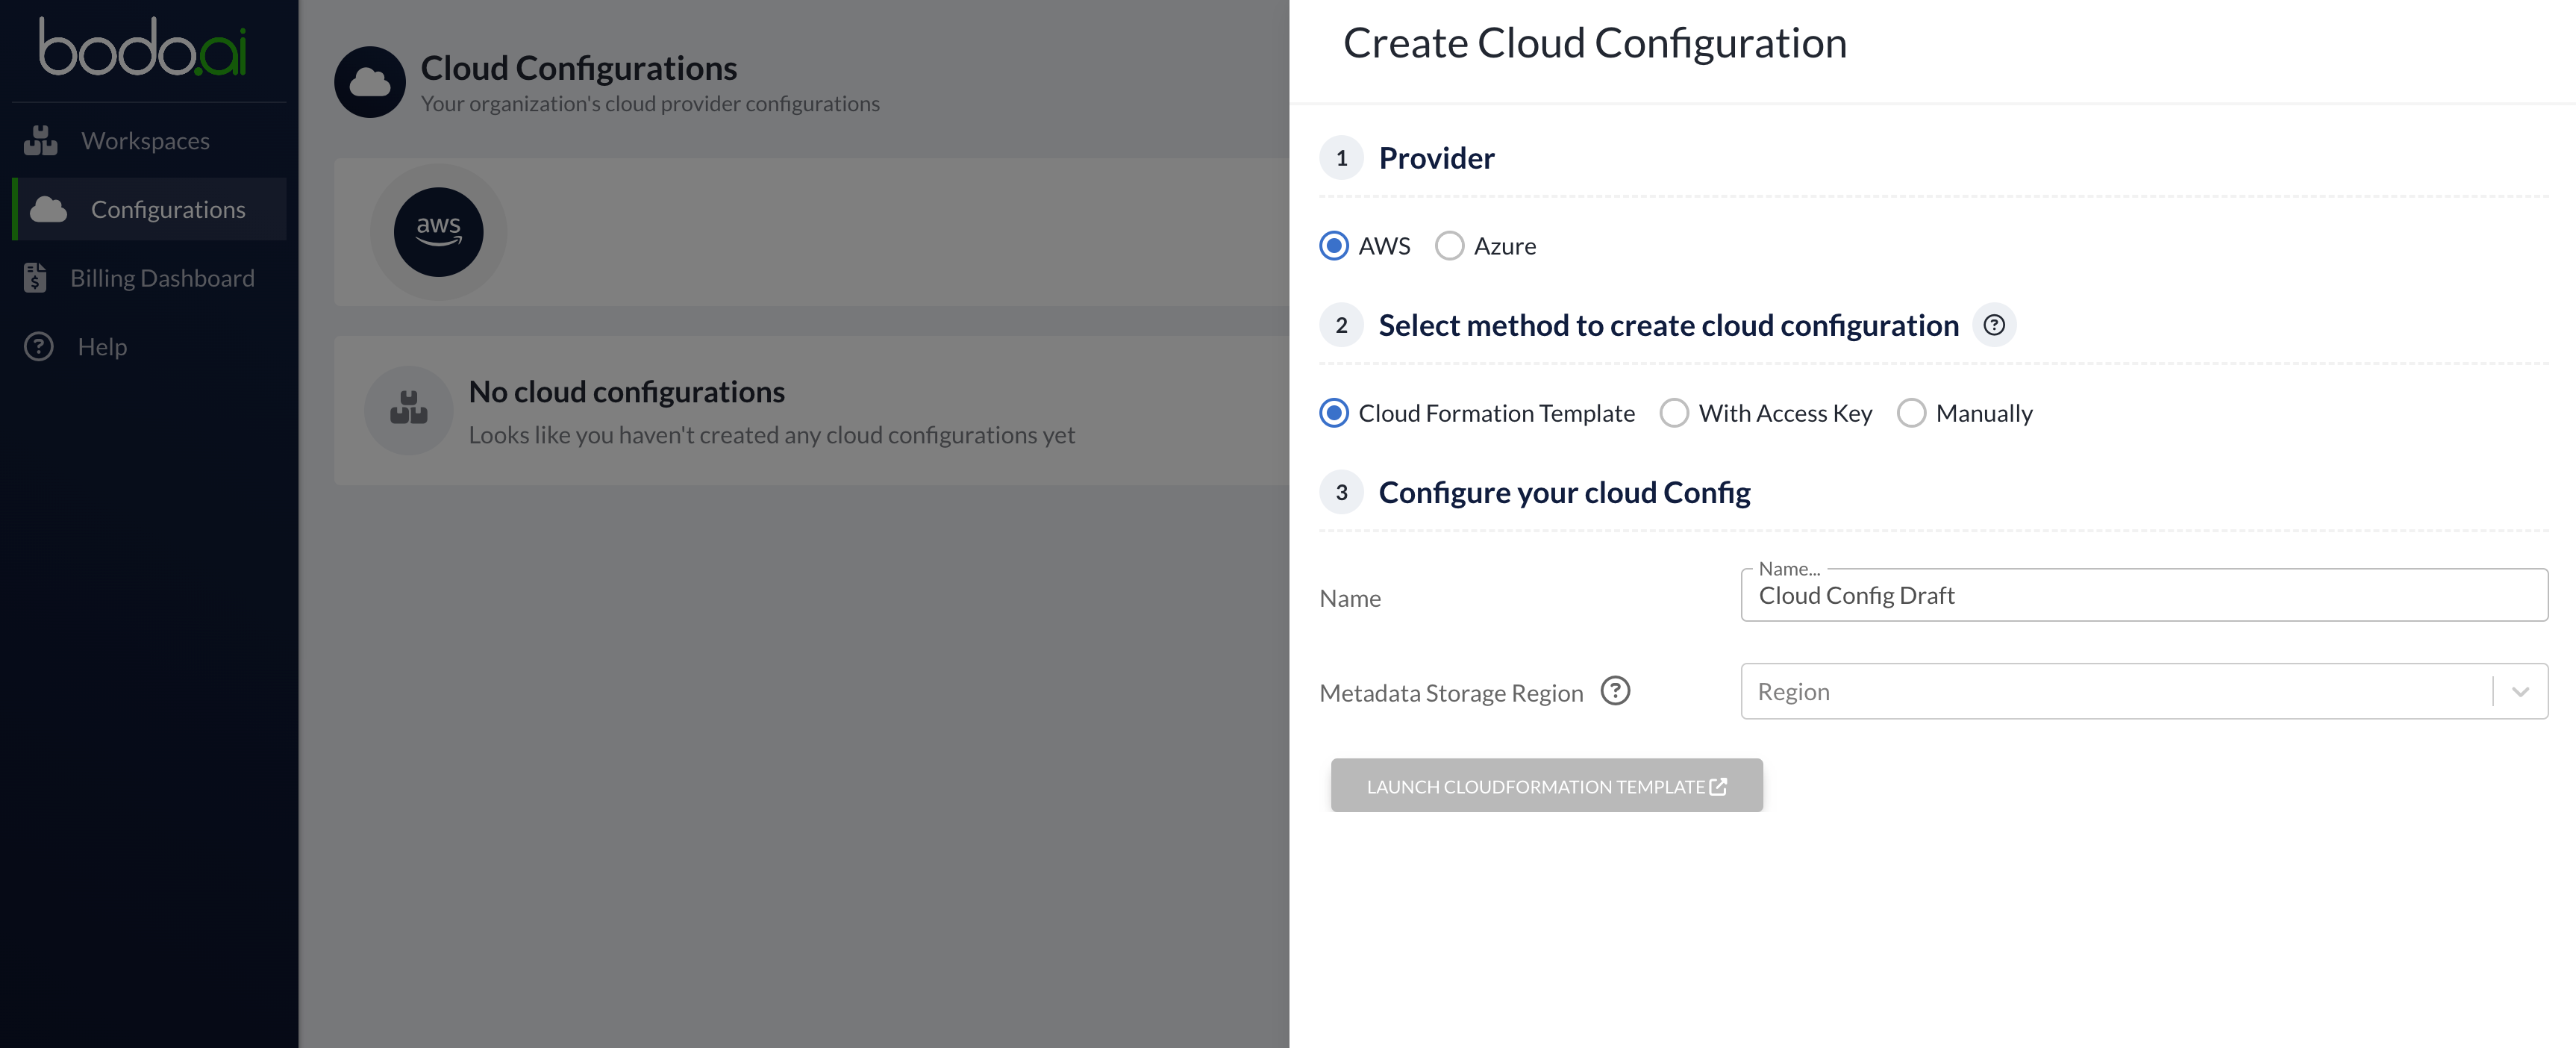 bodo.ai
Workspaces
Configurations
Billing Dashboard
Help
Cloud Configurations
Your organization's cloud provider configurations
aws
No cloud configurations
Looks like you haven't created any cloud configurations yet
Create Cloud Configuration
1 Provider
AWS Azure
2 Select method to create cloud configuration ?
Cloud Formation Template With Access Key Manually
3 Configure your cloud Config
Name...
Name Cloud Config Draft
Metadata Storage Region ? Region
LAUNCH CLOUDFORMATION TEMPLATE